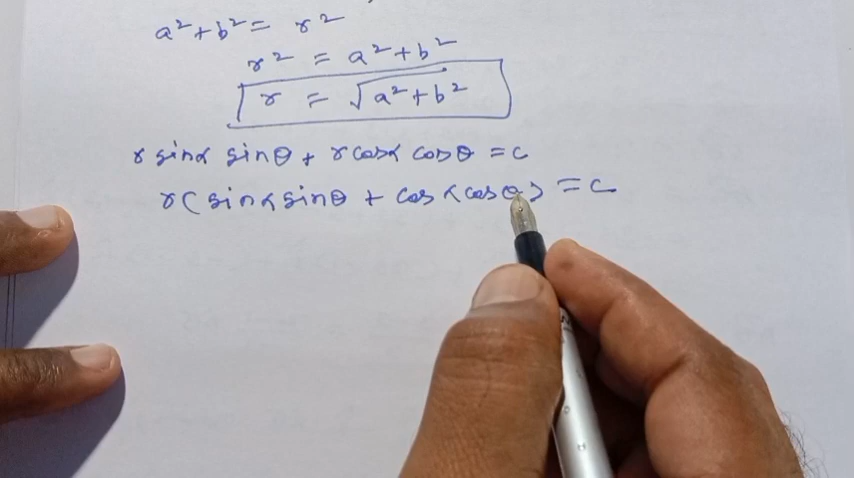 a² + b² = r²
r² = a² + b²
r = √a² + b²
r sinα sinθ + r cosα cosθ = c
r( sinα sinθ + cosα cosθ) = c